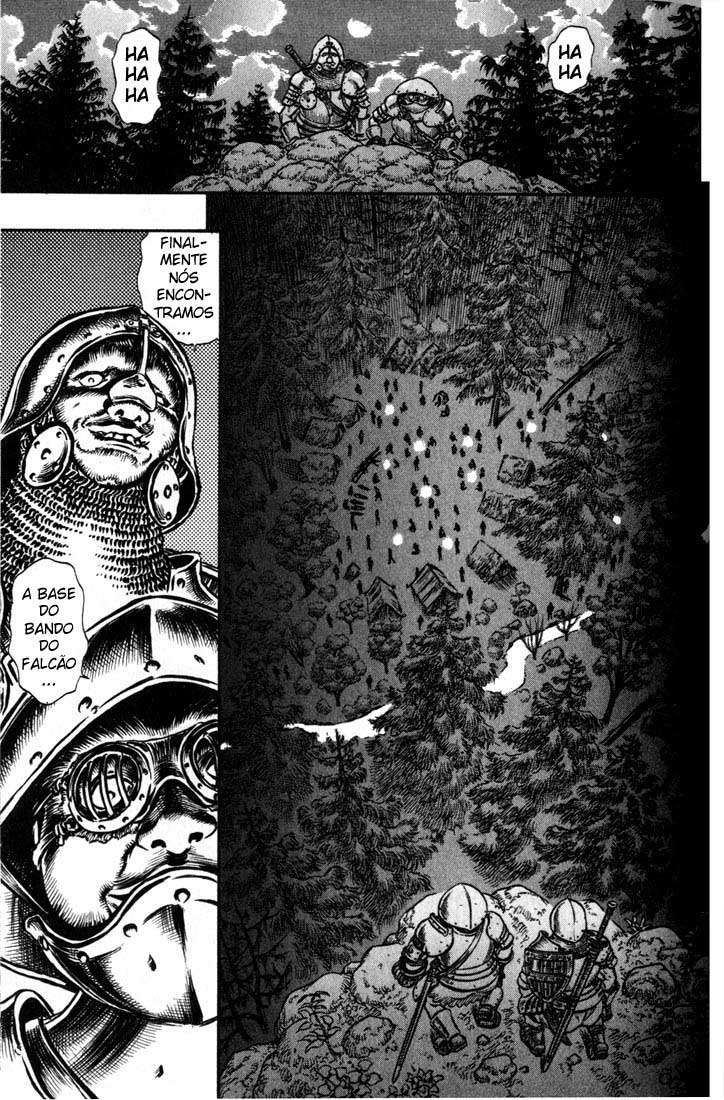 HA
HA
HA
HA
HA
FINAL-
MENTE
NÓS
ENCON-
TRAMOS
...
A BASE
DO
BANDO
DO
FALCÃO
...